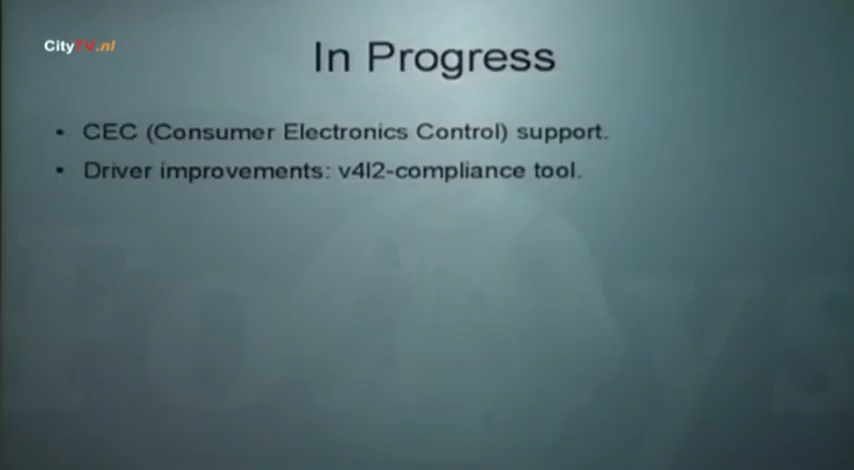 CityTV.nl
In Progress
• CEC (Consumer Electronics Control) support.
• Driver improvements: v4l2-compliance tool.